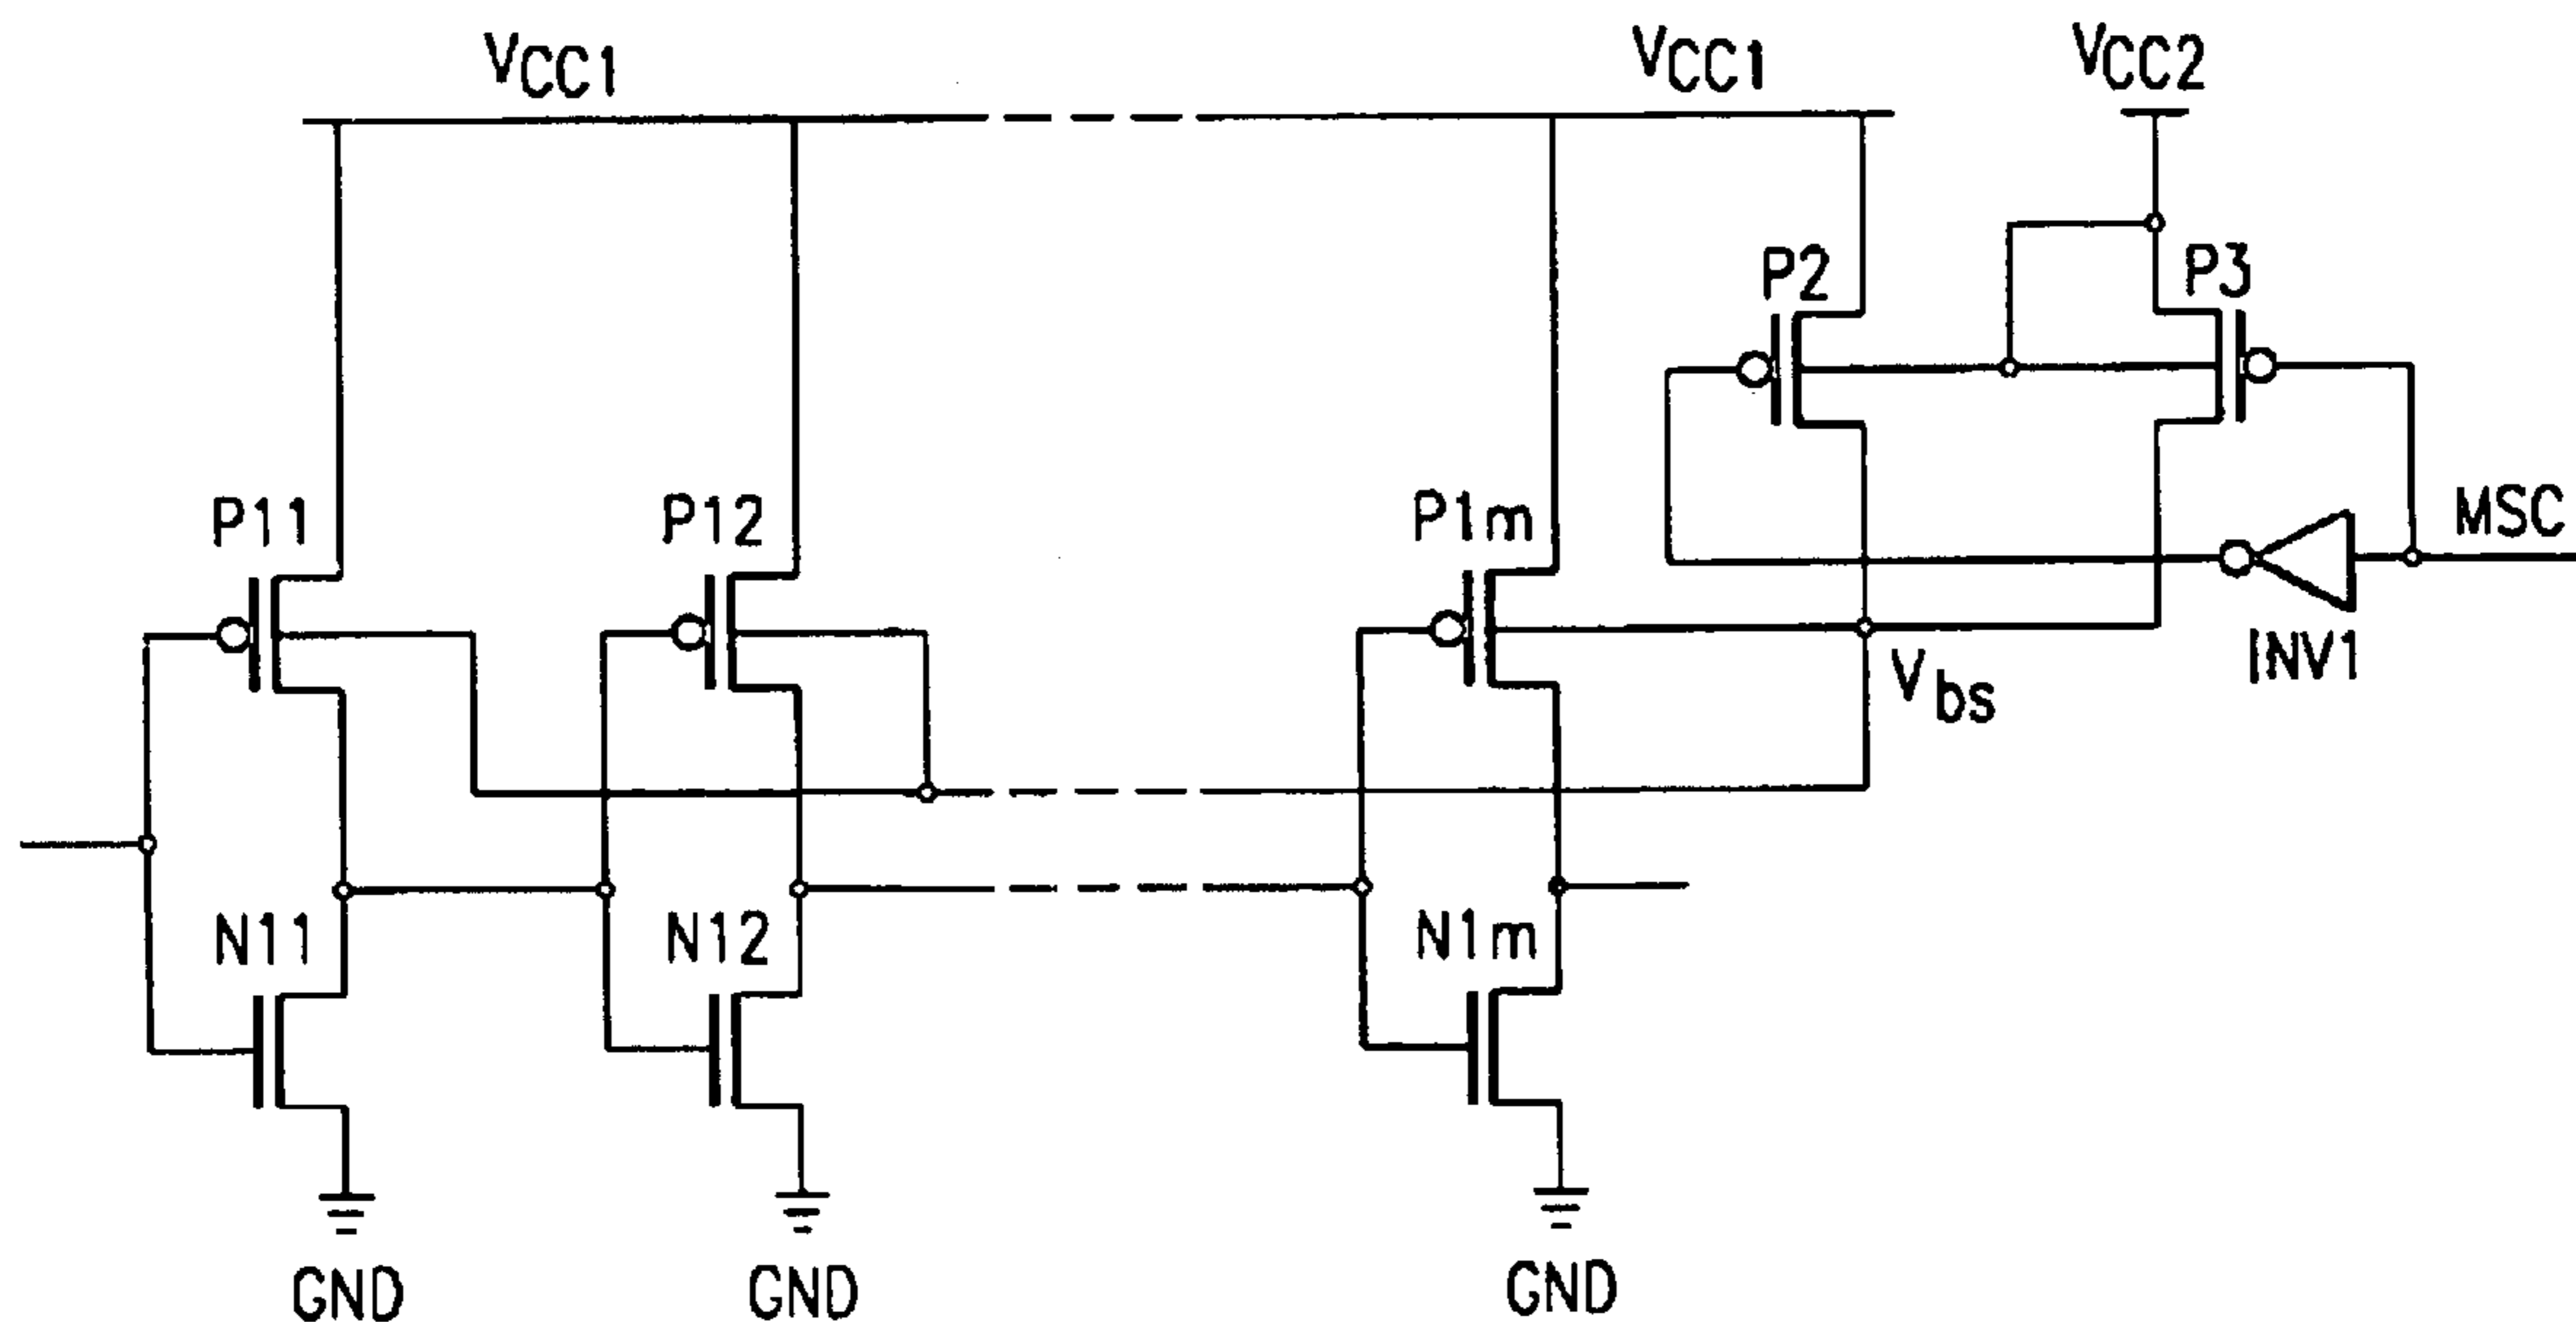 VCC1
VCC1
VCC2
P2
P3
P11
P12
P1m
MSC
INV1
Vbs
N11
N12
N1m
GND
GND
GND